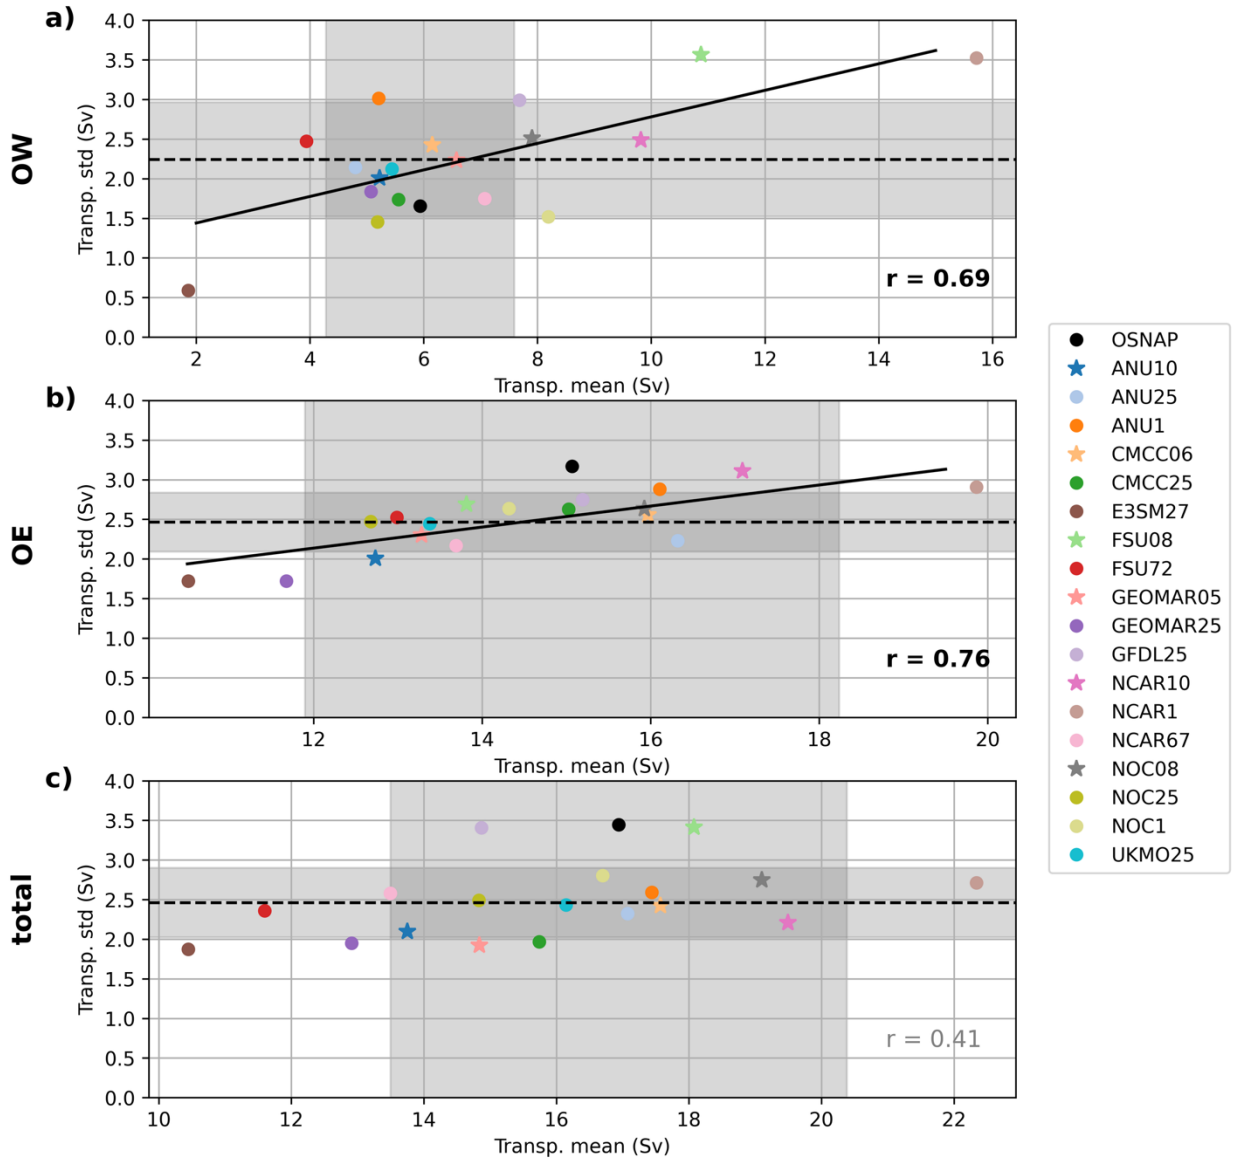 a)
OW
Transp. std (Sv)
4.0
3.5
3.0
2.5
2.0
1.5
1.0
0.5
0.0
r = 0.69
2 4 6 8 10 12 14 16
Transp. mean (Sv)
b)
OE
Transp. std (Sv)
4.0
3.5
3.0
2.5
2.0
1.5
1.0
0.5
0.0
r = 0.76
12 14 16 18 20
Transp. mean (Sv)
c)
total
Transp. std (Sv)
4.0
3.5
3.0
2.5
2.0
1.5
1.0
0.5
0.0
r = 0.41
10 12 14 16 18 20 22
Transp. mean (Sv)
OSNAP
ANU10
ANU25
ANU1
CMCC06
CMCC25
E3SM27
FSU08
FSU72
GEOMAR05
GEOMAR25
GFDL25
NCAR10
NCAR1
NCAR67
NOC08
NOC25
NOC1
UKMO25